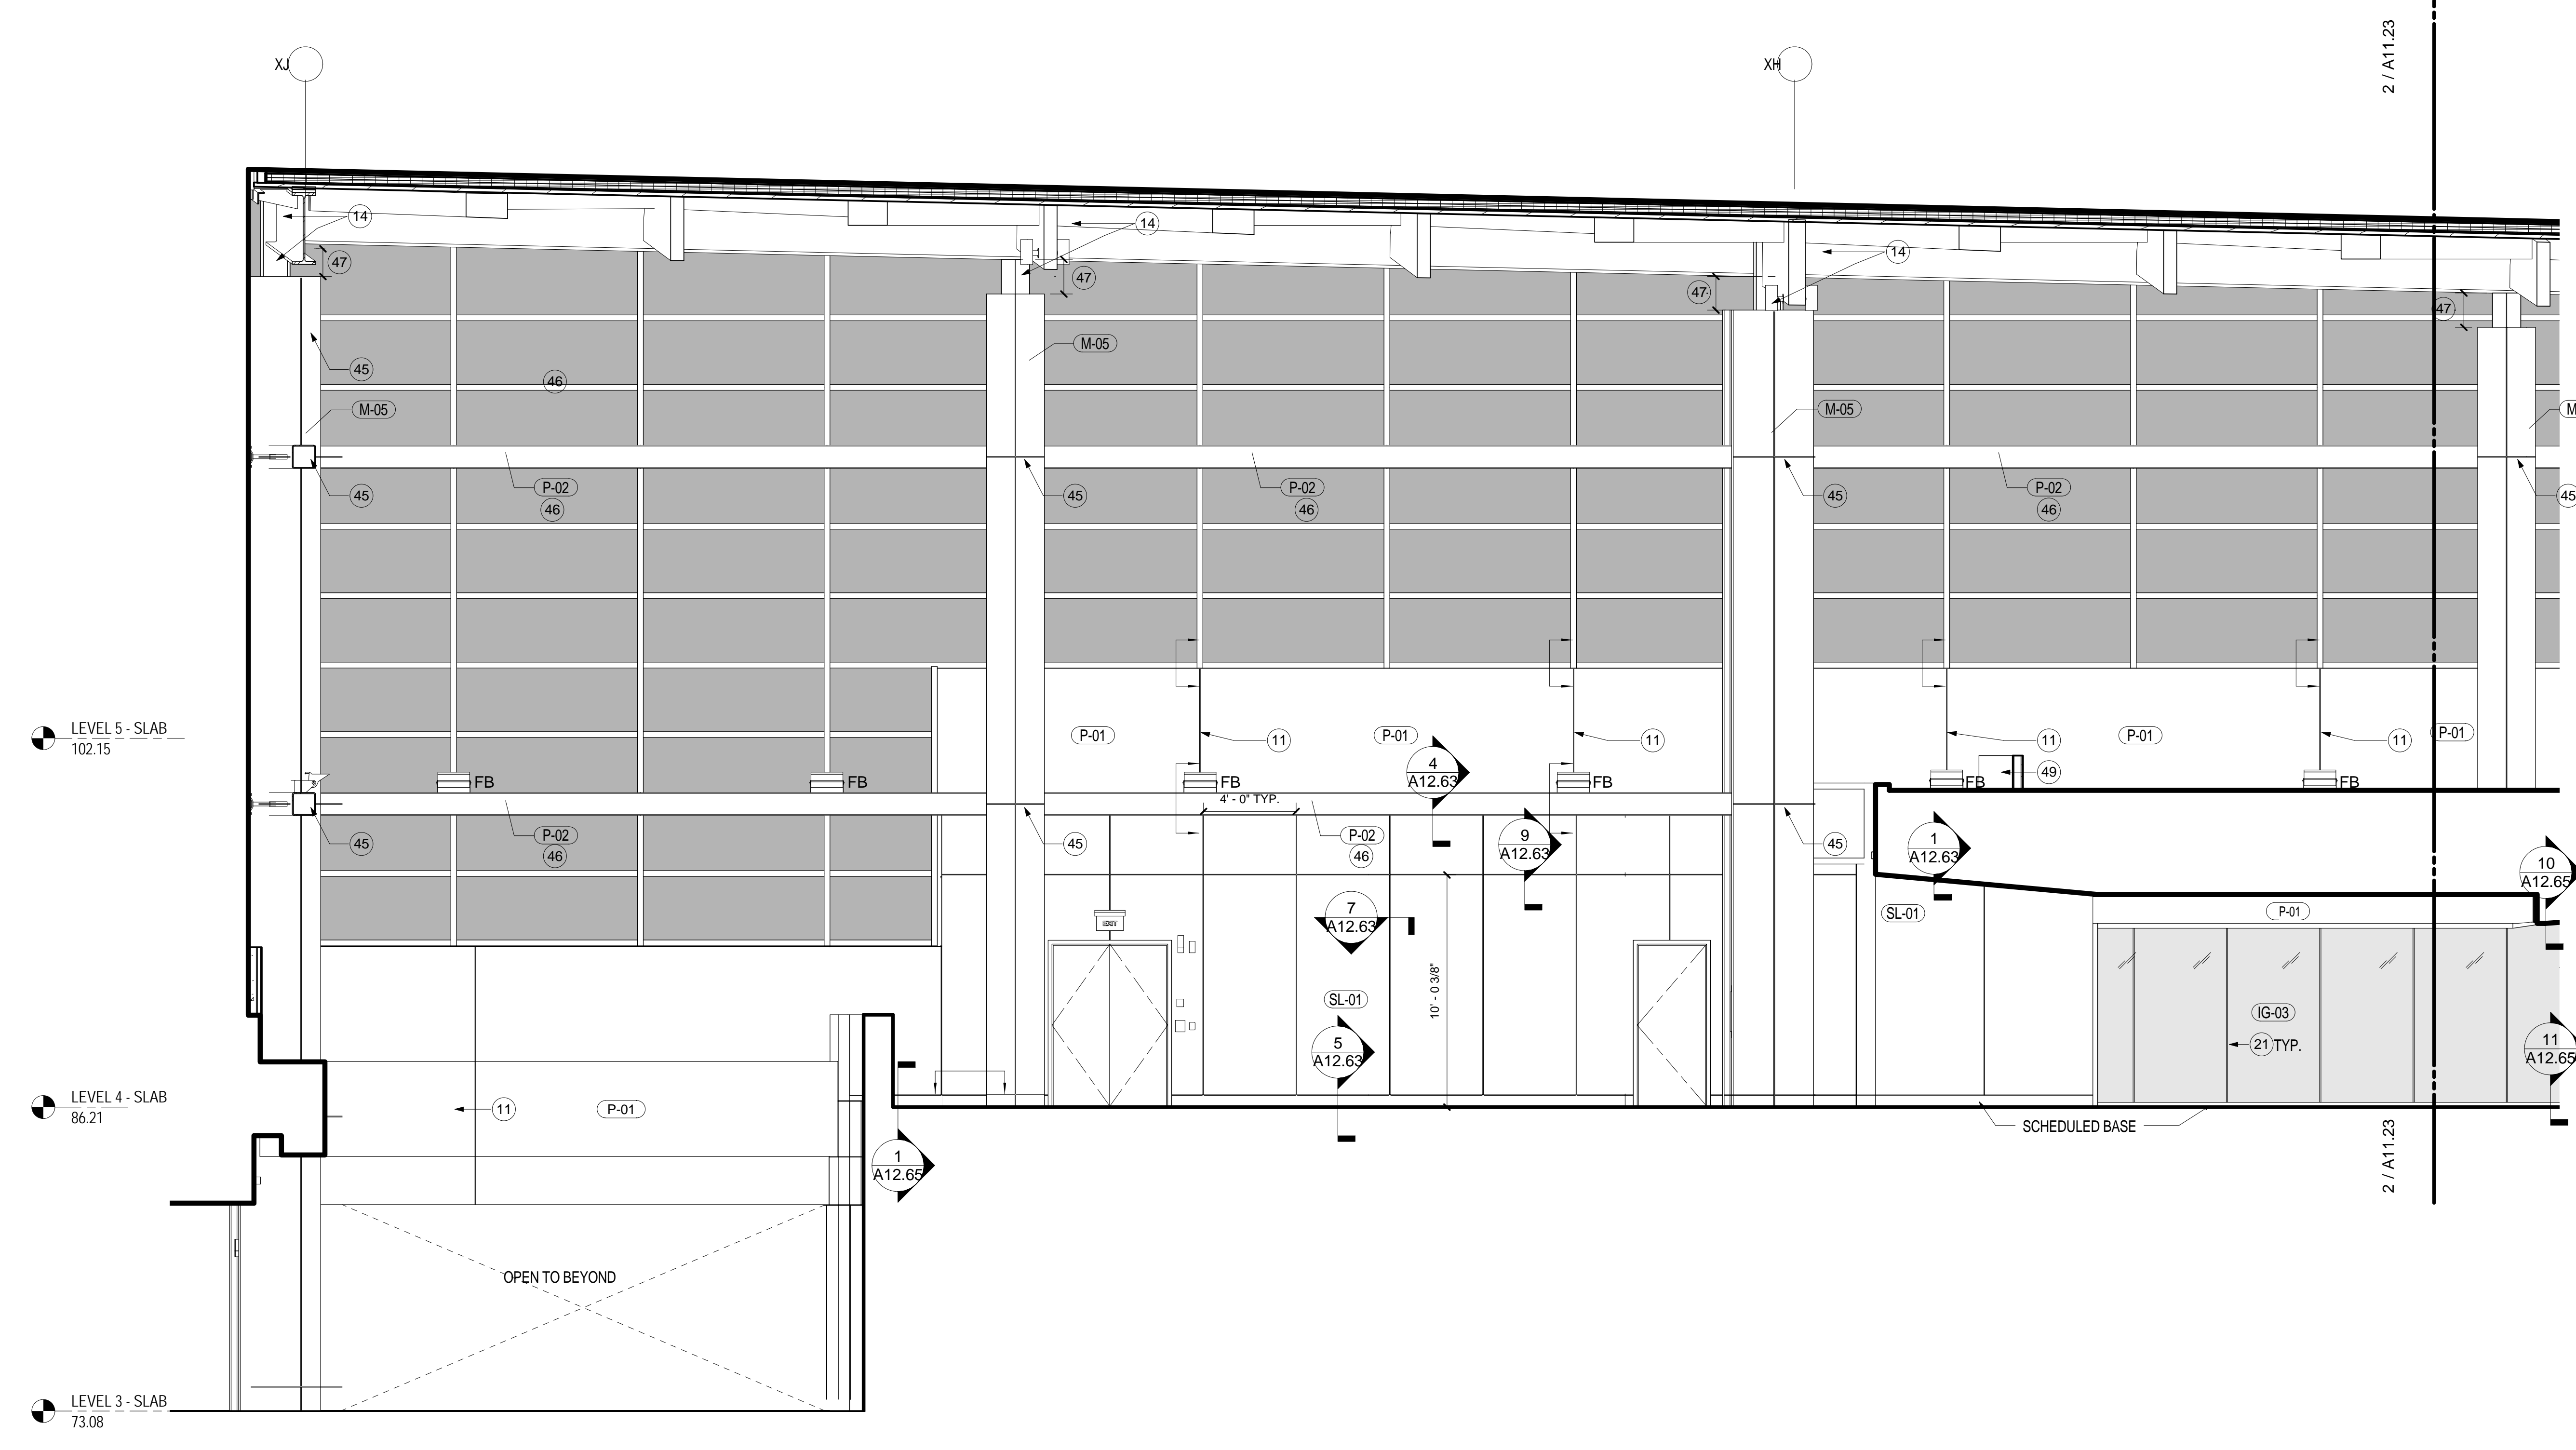 2 / A11.23
XJ
XH
14
14
14
47
47
47
47
M-05
45
46
M-05
M-05
M
45
P-02
46
45
P-02
46
45
P-02
46
45
LEVEL 5 - SLAB
102.15
P-01
11
P-01
11
11
P-01
11
P-01
4
A12.63
49
FB
FB
FB
FB
FB
FB
4' - 0" TYP.
P-02
46
45
45
P-02
46
45
9
A12.63
1
A12.63
10
A12.65
EXIT
7
A12.63
SL-01
P-01
10' - 0 3/8"
SL-01
IG-03
21 TYP.
5
A12.63
11
A12.65
LEVEL 4 - SLAB
86.21
11
P-01
SCHEDULED BASE
2 / A11.23
1
A12.65
OPEN TO BEYOND
LEVEL 3 - SLAB
73.08